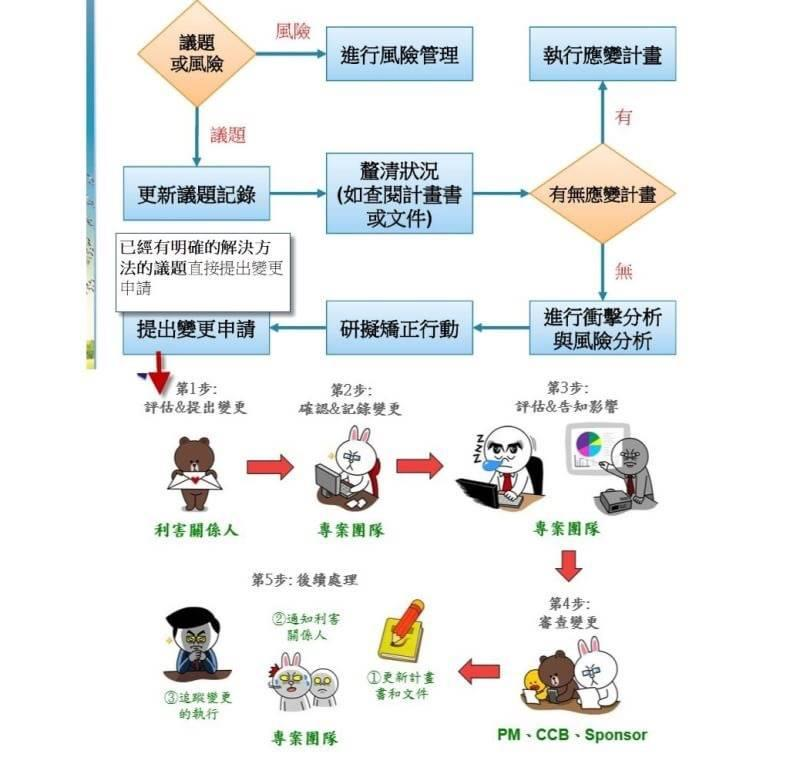 議題
或風險
風險
進行風險管理
執行應變計畫
議題
有
更新議題記錄
釐清狀況
(如查閱計畫書
或文件)
有無應變計畫
已經有明確的解決方
法的議題直接提出變更
申請
無
提出變更申請
研擬矯正行動
進行衝擊分析
與風險分析
第1步:
評估&提出變更
第2步:
確認&記錄變更
第3步:
評估&告知影響
利害關係人
專案團隊
專案團隊
第4步:
審查變更
PM、CCB、Sponsor
第5步: 後續處理
①更新計畫
書和文件
②通知利害
關係人
③追蹤變更
的執行
專案團隊